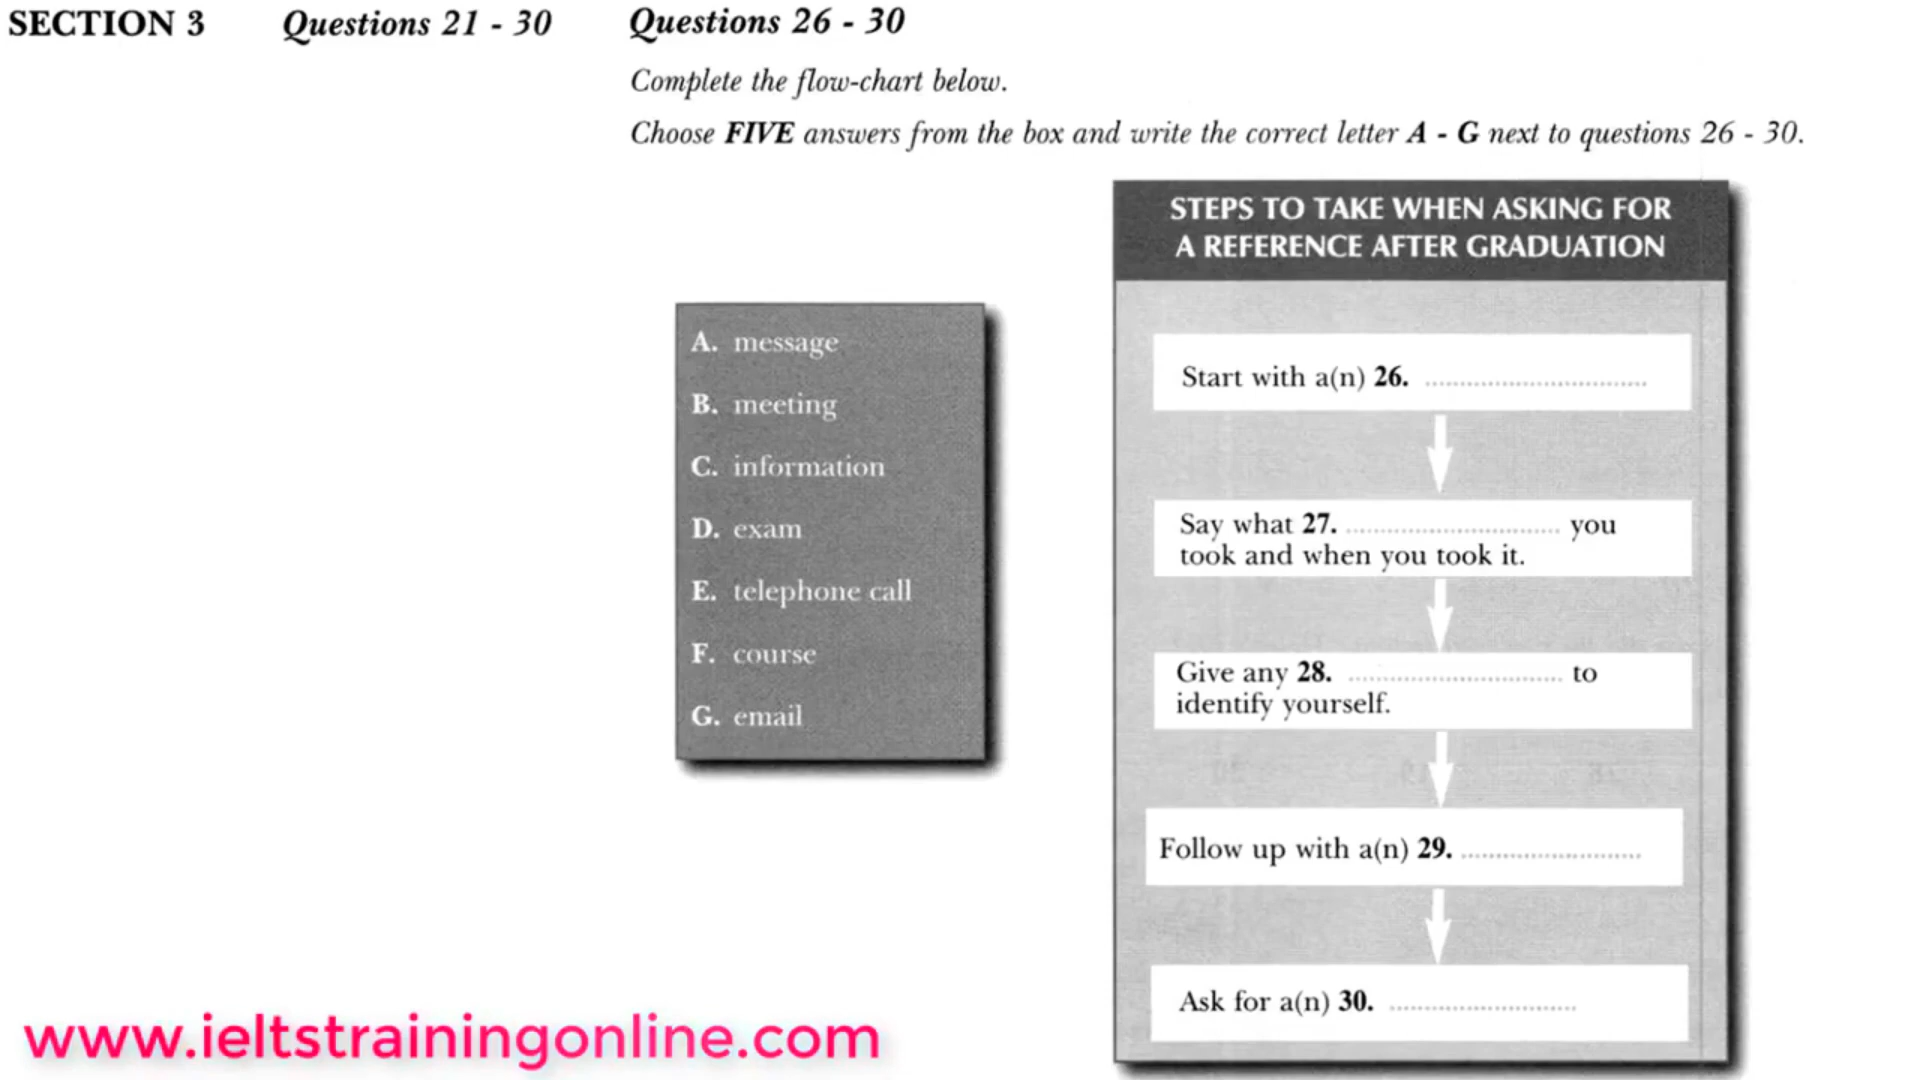 SECTION 3 Questions 21 - 30 Questions 26 - 30
Complete the flow-chart below.
Choose FIVE answers from the box and write the correct letter A - G next to questions 26 - 30.
A. message
B. meeting
C. information
D. exam
E. telephone call
F. course
G. email
STEPS TO TAKE WHEN ASKING FOR
A REFERENCE AFTER GRADUATION
Start with a(n) 26. ..............................
Say what 27. .............................. you
took and when you took it.
Give any 28. .............................. to
identify yourself.
Follow up with a(n) 29. ..........................
Ask for a(n) 30. ..........................
www.ieltstrainingonline.com